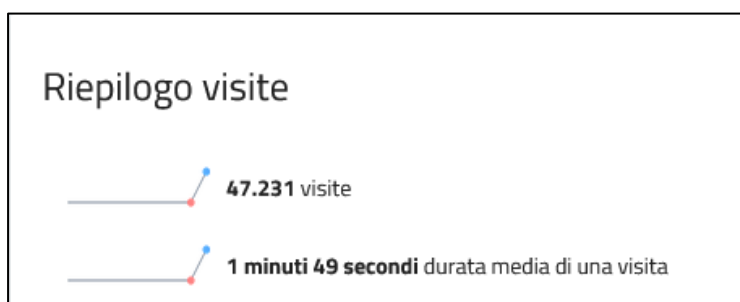 Riepilogo visite
47.231 visite
1 minuti 49 secondi durata media di una visita